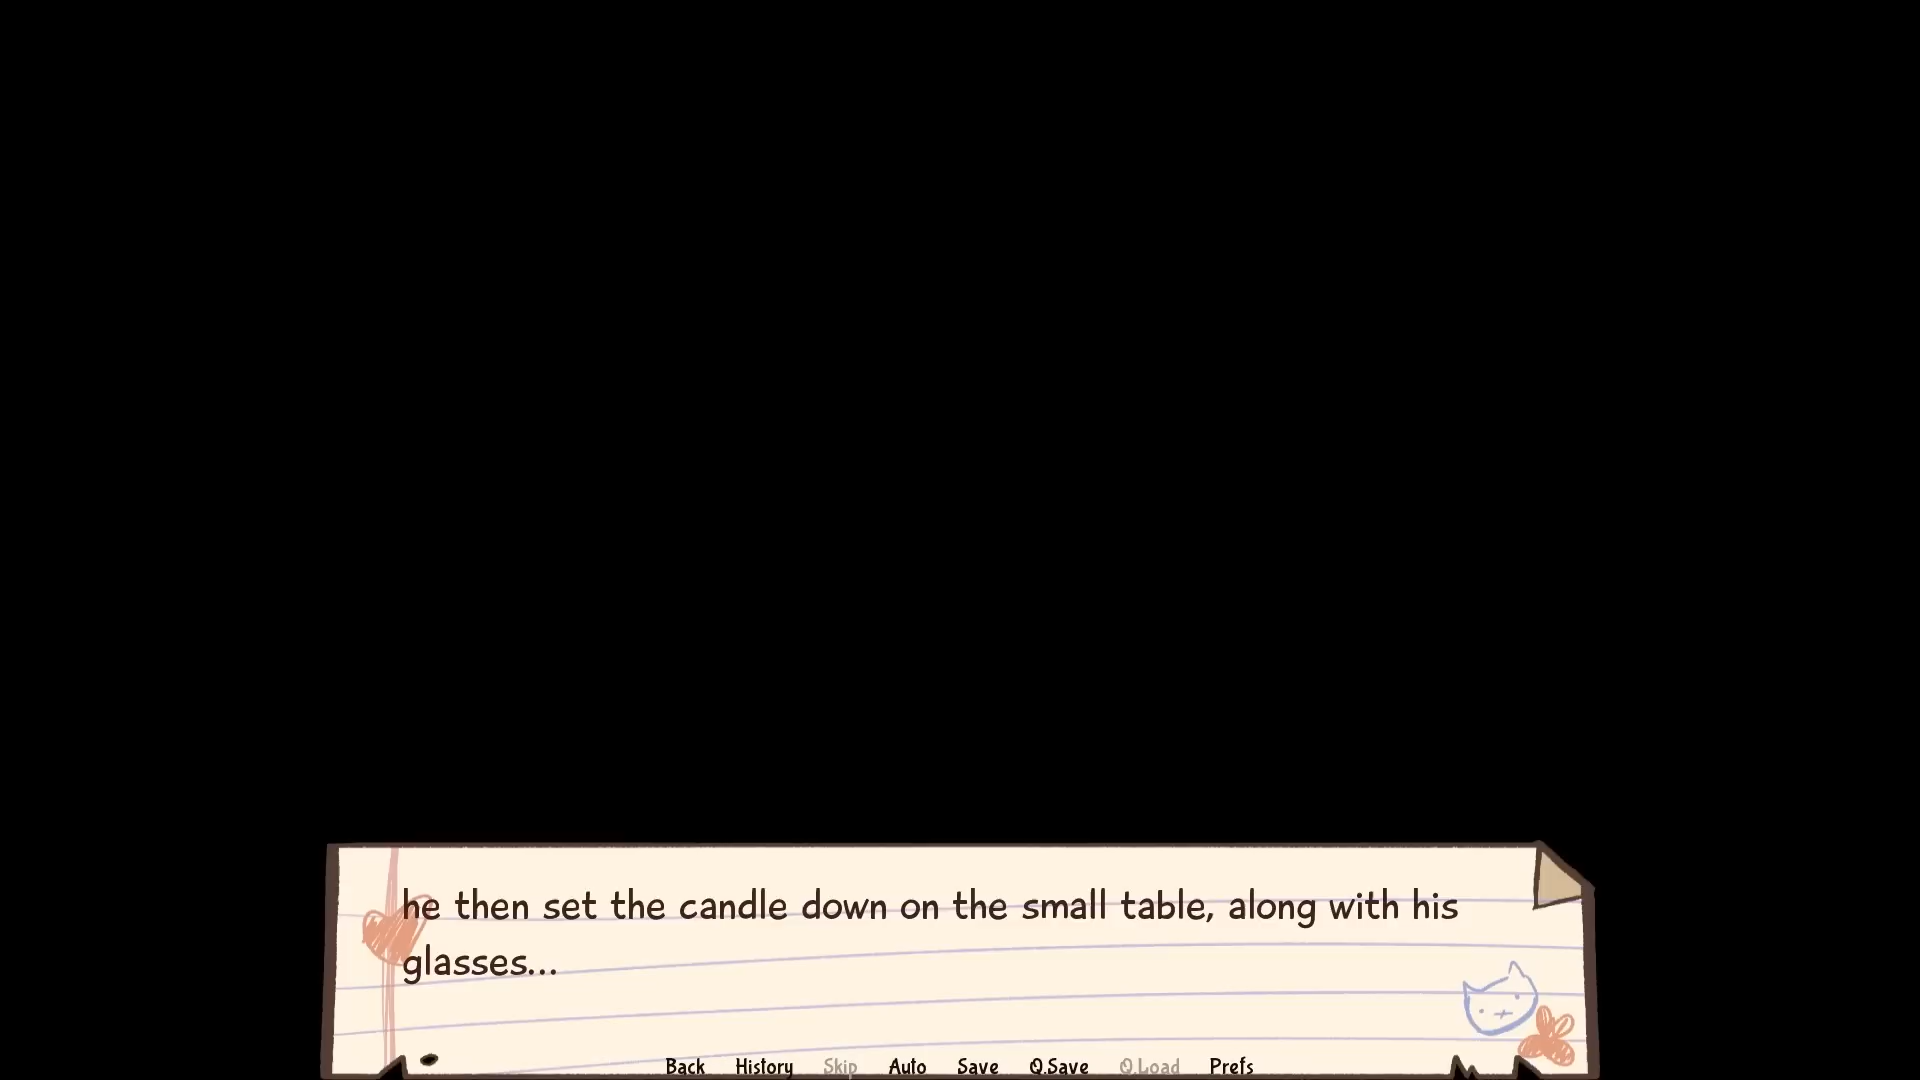 he then set the candle down on the small table, along with his
glasses...
Back History Skip Auto Save Q.Save Q.Load Prefs